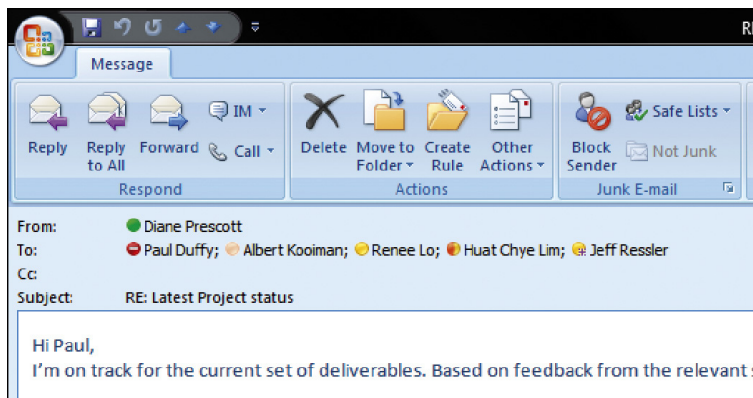 RE
Message
Reply
Reply to All
Forward
IM
Call
Delete
Move to Folder
Create Rule
Other Actions
Block Sender
Safe Lists
Not Junk
Respond
Actions
Junk E-mail
From: Diane Prescott
To: Paul Duffy; Albert Kooiman; Renee Lo; Huat Chye Lim; Jeff Ressler
Cc:
Subject: RE: Latest Project status
Hi Paul,
I'm on track for the current set of deliverables. Based on feedback from the relevant